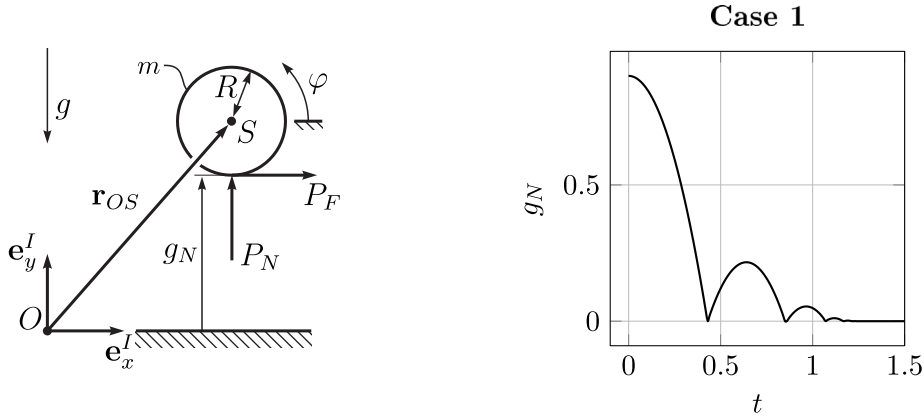 Case 1
m
R
φ
g
S
r_OS
P_F
g_N
P_N
e_y^I
O
e_x^I
g_N
0.5
0
0
0.5
1
1.5
t